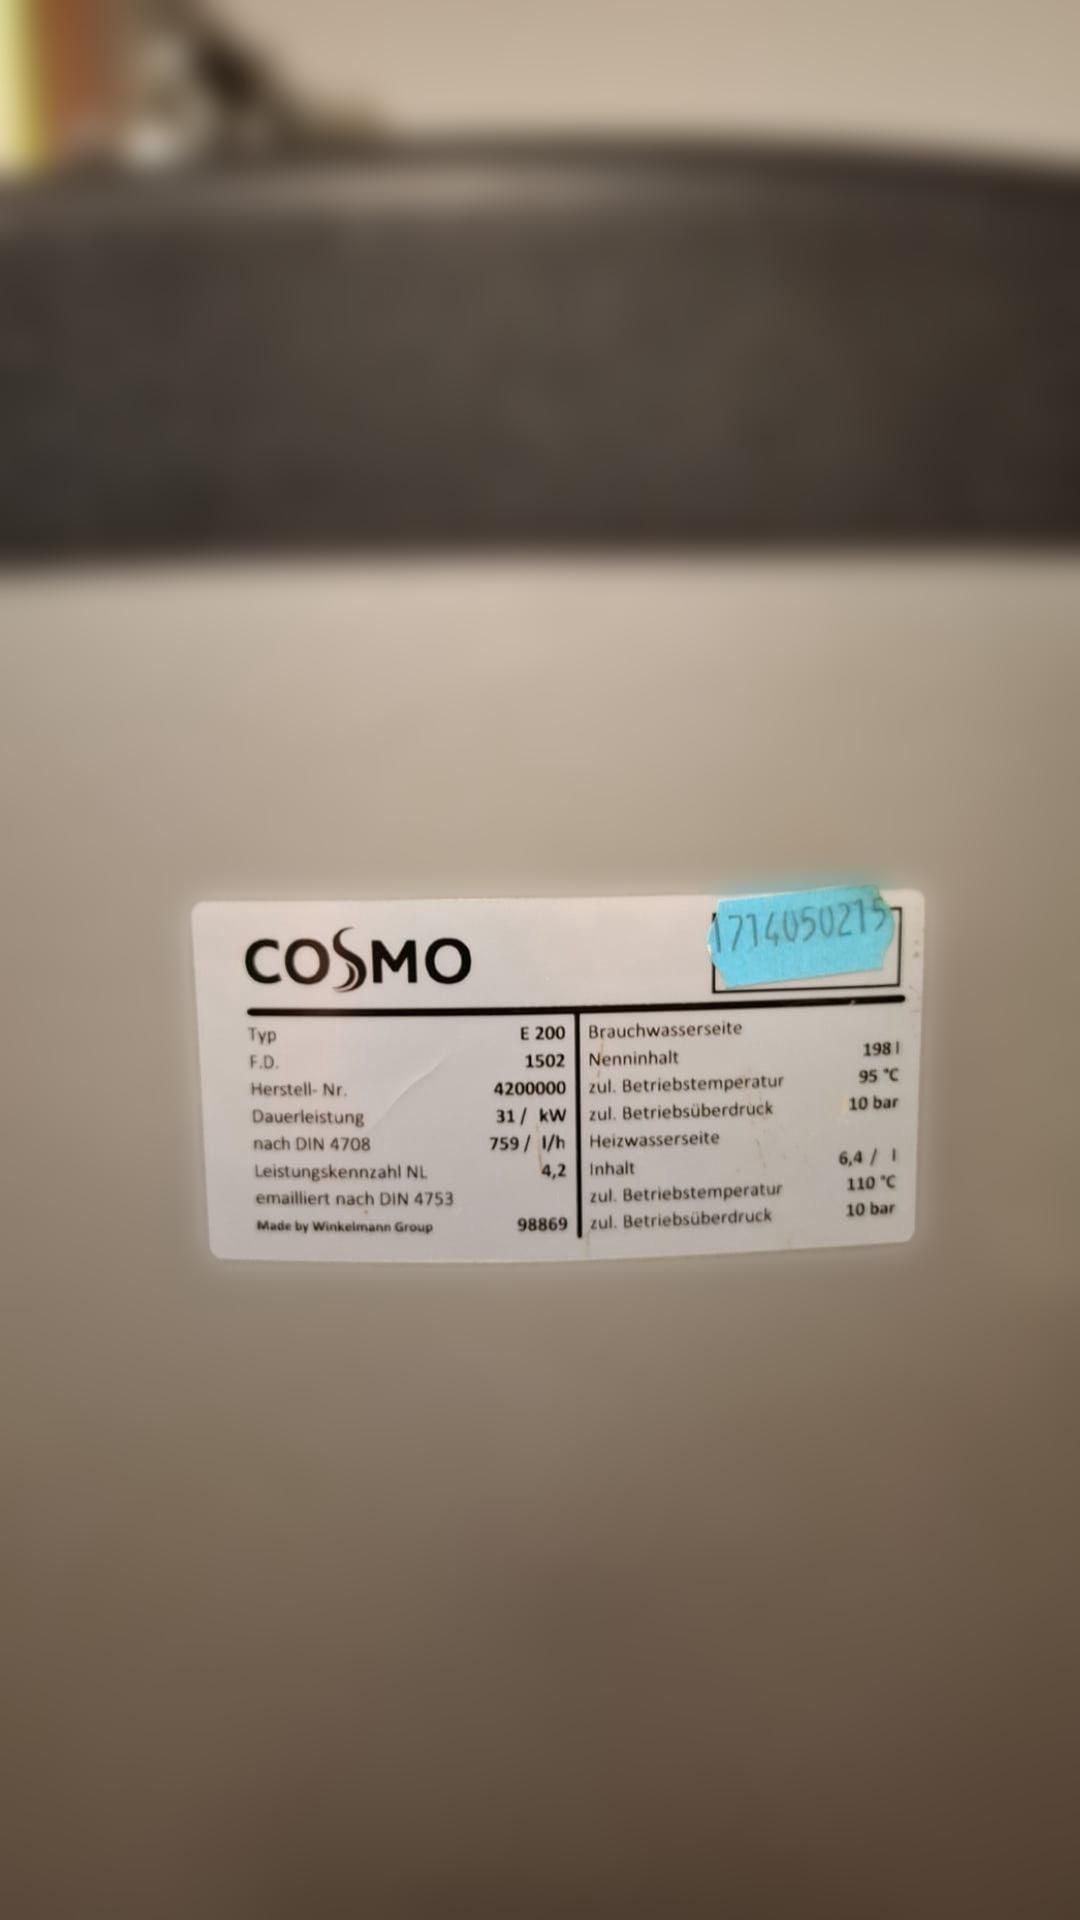 COSMO
1714050215
Typ E 200
F.D. 1502
Herstell- Nr. 4200000
Dauerleistung 31 / kW
nach DIN 4708 759 / l/h
Leistungskennzahl NL 4,2
emailliert nach DIN 4753
Made by Winkelmann Group 98869
Brauchwasserseite
Nenninhalt 198 l
zul. Betriebstemperatur 95 °C
zul. Betriebsüberdruck 10 bar
Heizwasserseite
Inhalt 6,4 / l
zul. Betriebstemperatur 110 °C
zul. Betriebsüberdruck 10 bar